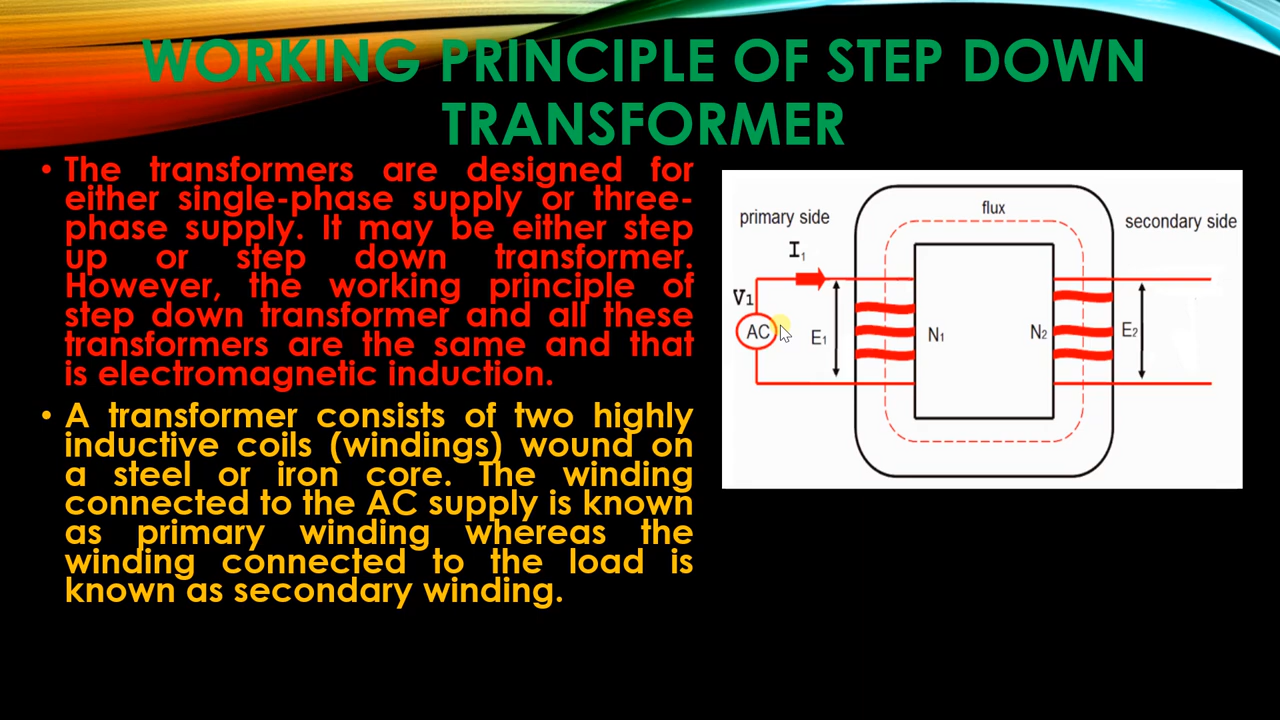 WORKING PRINCIPLE OF STEP DOWN
TRANSFORMER
• The transformers are designed for
either single-phase supply or three-
phase supply. It may be either step
up or step down transformer.
However, the working principle of
step down transformer and all these
transformers are the same and that
is electromagnetic induction.
• A transformer consists of two highly
inductive coils (windings) wound on
a steel or iron core. The winding
connected to the AC supply is known
as primary winding whereas the
winding connected to the load is
known as secondary winding.
flux
primary side
secondary side
I1
V1
AC
E1
N1
N2
E2